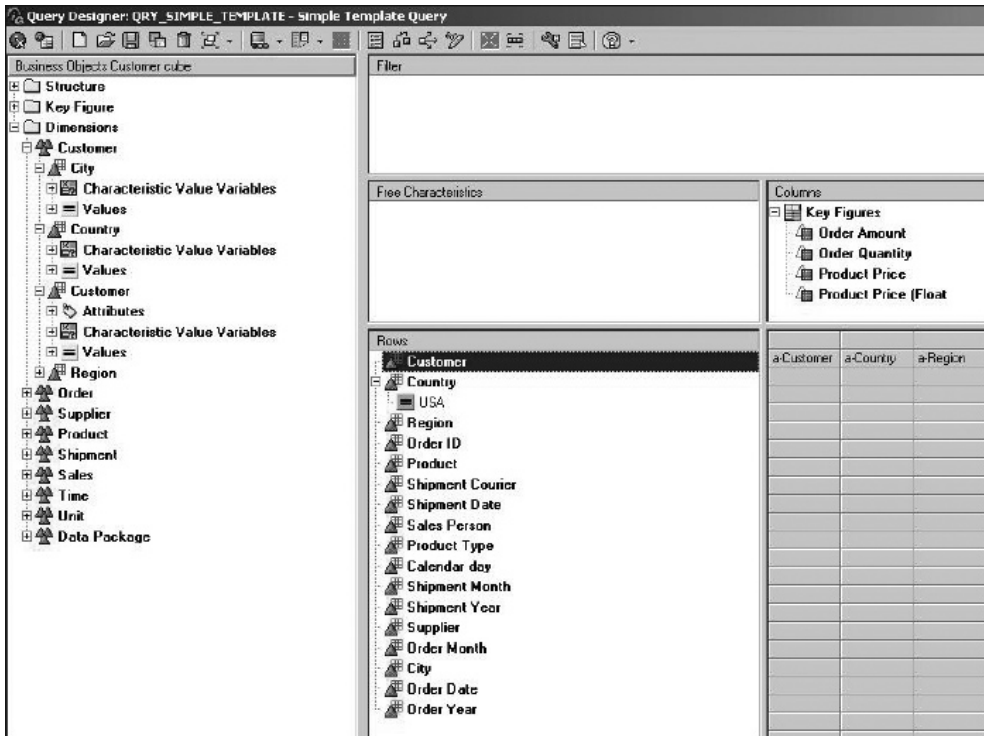 Query Designer: QRY_SIMPLE_TEMPLATE - Simple Template Query
Business Objects Customer cube
Structure
Key Figure
Dimensions
Customer
City
Characteristic Value Variables
Values
Country
Characteristic Value Variables
Values
Customer
Attributes
Characteristic Value Variables
Values
Region
Order
Supplier
Product
Shipment
Sales
Time
Unit
Data Package
Filter
Free Characteristics
Columns
Key Figures
Order Amount
Order Quantity
Product Price
Product Price (Float
Rows
Customer
Country
USA
Region
Order ID
Product
Shipment Courier
Shipment Date
Sales Person
Product Type
Calendar day
Shipment Month
Shipment Year
Supplier
Order Month
City
Order Date
Order Year
a-Customer a-Country a-Region